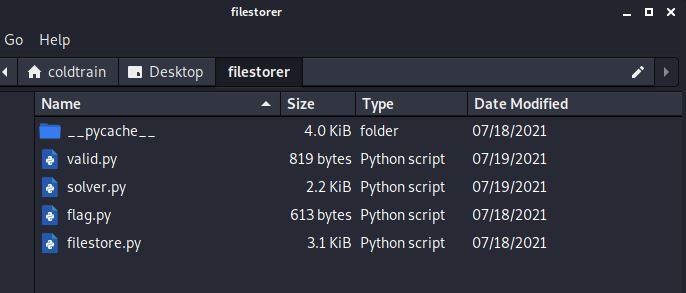 filestorer
Go Help
coldtrain Desktop filestorer
Name Size Type Date Modified
__pycache__ 4.0 KiB folder 07/18/2021
valid.py 819 bytes Python script 07/19/2021
solver.py 2.2 KiB Python script 07/19/2021
flag.py 613 bytes Python script 07/18/2021
filestore.py 3.1 KiB Python script 07/18/2021